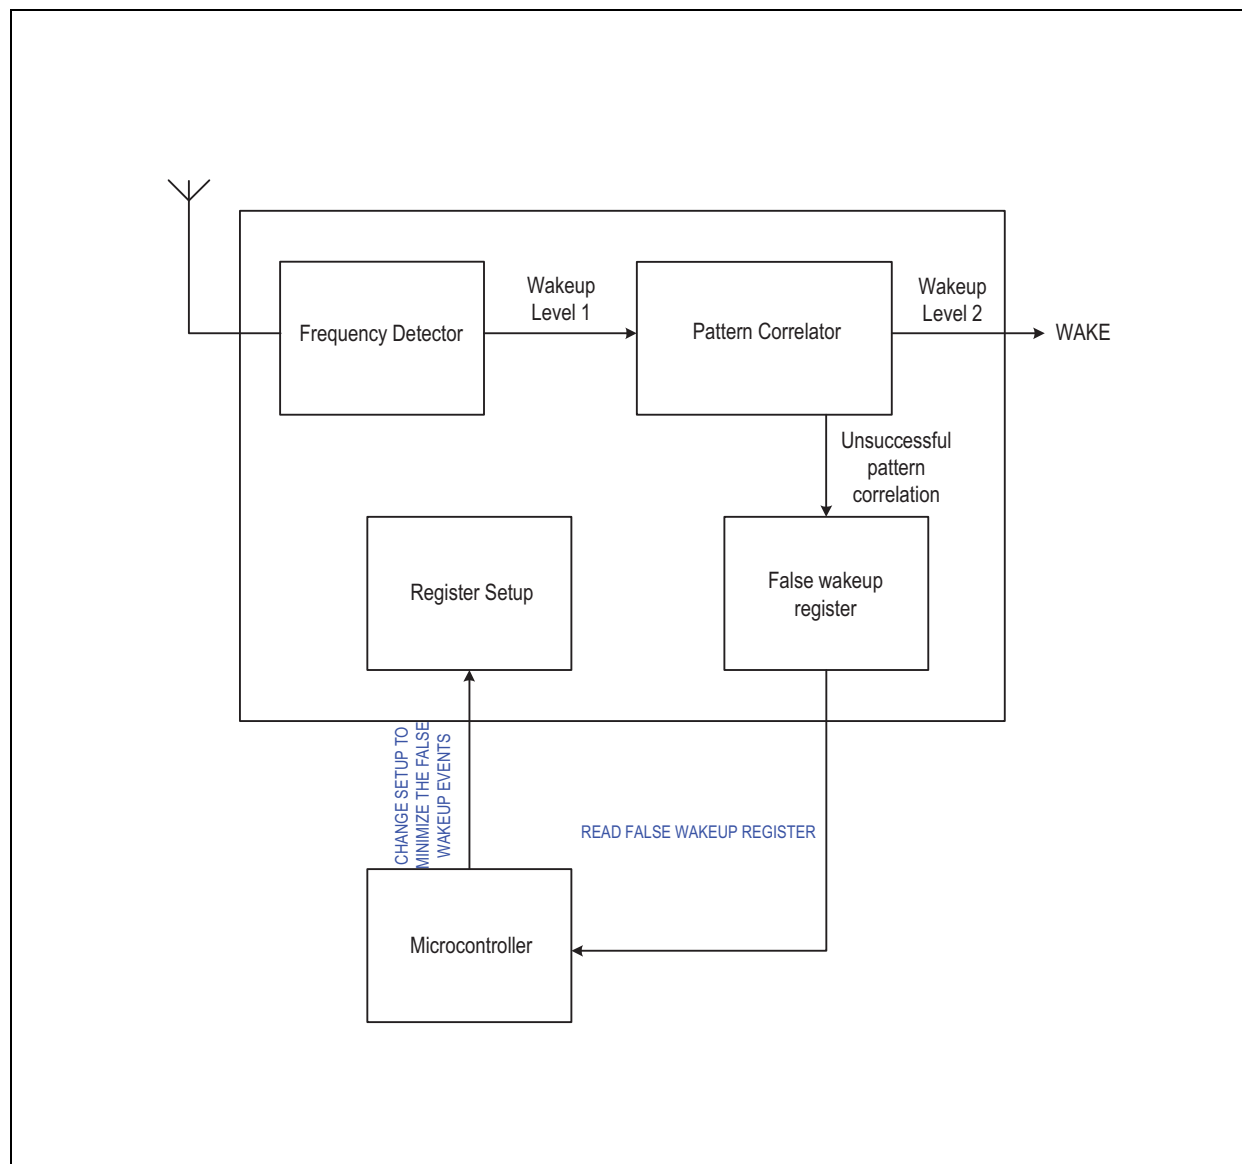 Frequency Detector
Wakeup
Level 1
Pattern Correlator
Wakeup
Level 2
WAKE
Unsuccessful
pattern
correlation
Register Setup
False wakeup
register
CHANGE SETUP TO
MINIMIZE THE FALSE
WAKEUP EVENTS
READ FALSE WAKEUP REGISTER
Microcontroller